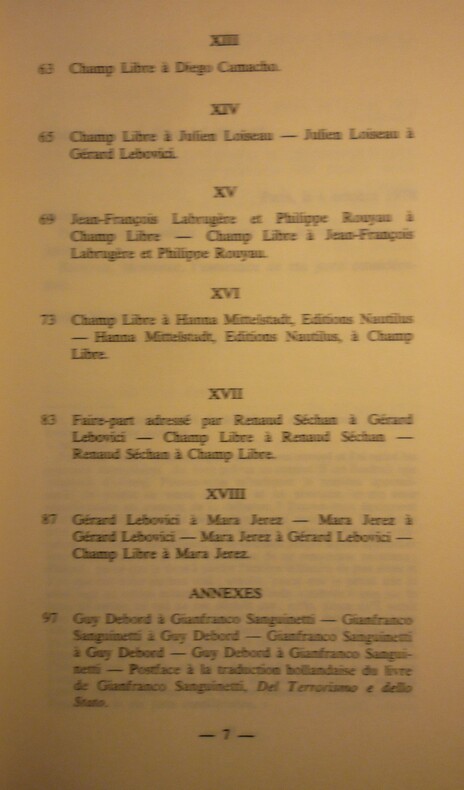 XIII
63 Champ Libre à Diego Camacho.
XIV
65 Champ Libre à Julien Loiseau — Julien Loiseau à
Gérard Lebovici.
XV
69 Jean-François Labrugère et Philippe Rouyau à
Champ Libre — Champ Libre à Jean-François
Labrugère et Philippe Rouyau.
XVI
73 Champ Libre à Hanna Mittelstadt, Editions Nautilus
— Hanna Mittelstadt, Editions Nautilus, à Champ
Libre.
XVII
83 Faire-part adressé par Renaud Séchan à Gérard
Lebovici — Champ Libre à Renaud Séchan —
Renaud Séchan à Champ Libre.
XVIII
87 Gérard Lebovici à Mara Jerez — Mara Jerez à
Gérard Lebovici — Mara Jerez à Gérard Lebovici —
Champ Libre à Mara Jerez.
ANNEXES
97 Guy Debord à Gianfranco Sanguinetti — Gianfranco
Sanguinetti à Guy Debord — Gianfranco Sanguinetti
à Guy Debord — Guy Debord à Gianfranco Sangui-
netti — Postface à la traduction hollandaise du livre
de Gianfranco Sanguinetti, Del Terrorismo e dello
Stato.
— 7 —